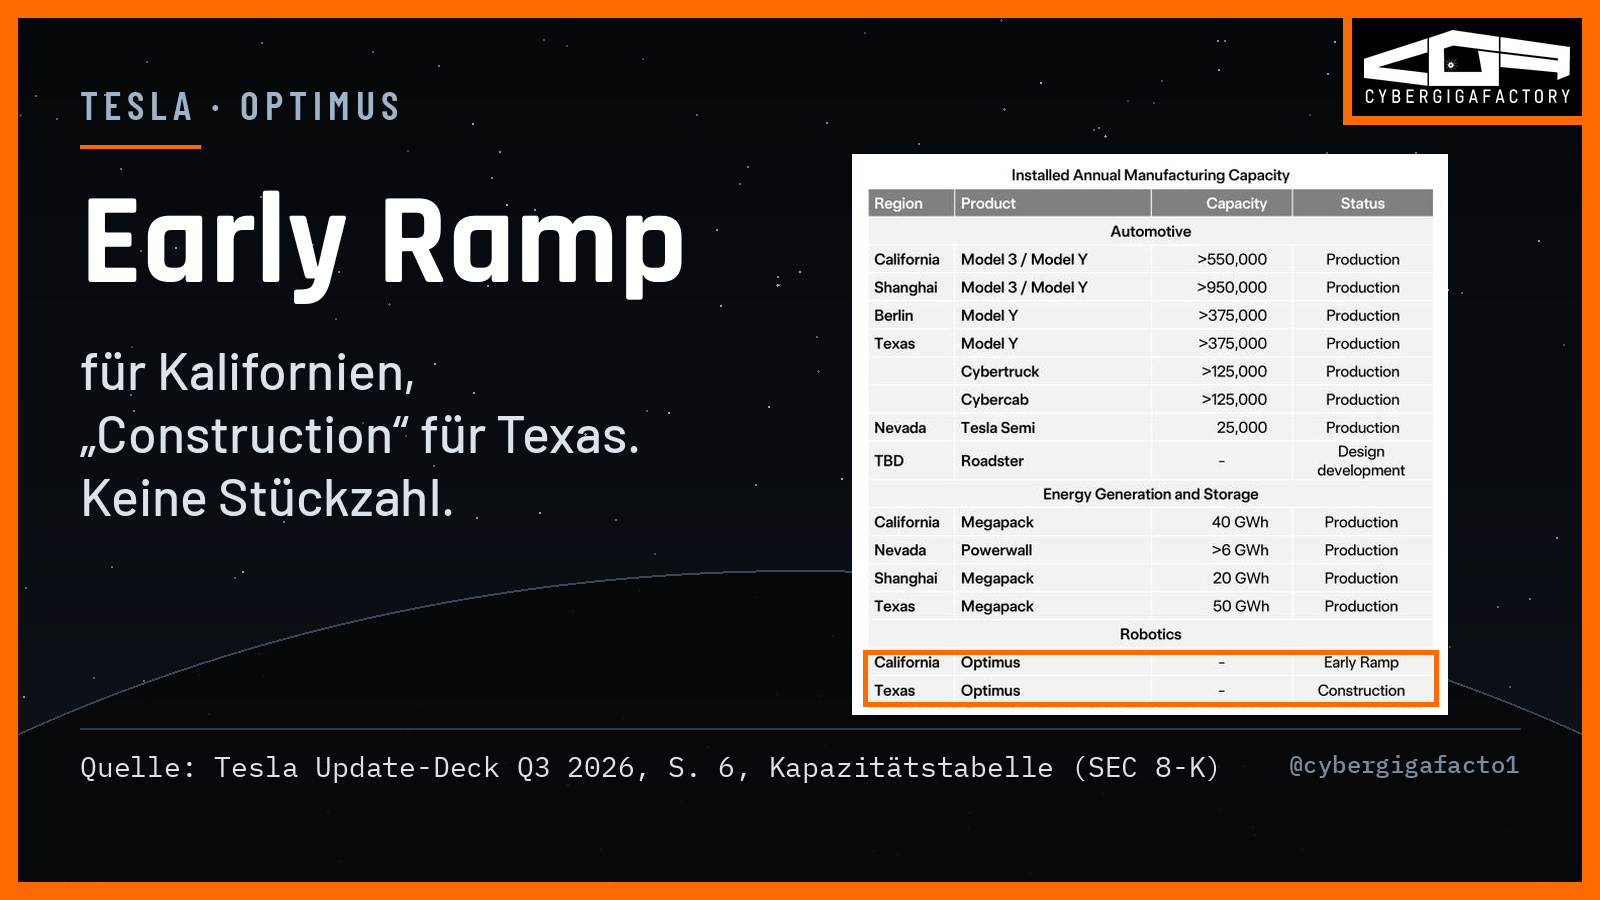 CYBERGIGAFACTORY
TESLA · OPTIMUS
Early Ramp
für Kalifornien,
„Construction“ für Texas.
Keine Stückzahl.
Installed Annual Manufacturing Capacity
Region Product Capacity Status
Automotive
California Model 3 / Model Y >550,000 Production
Shanghai Model 3 / Model Y >950,000 Production
Berlin Model Y >375,000 Production
Texas Model Y >375,000 Production
Cybertruck >125,000 Production
Cybercab >125,000 Production
Nevada Tesla Semi 25,000 Production
TBD Roadster - Design
development
Energy Generation and Storage
California Megapack 40 GWh Production
Nevada Powerwall >6 GWh Production
Shanghai Megapack 20 GWh Production
Texas Megapack 50 GWh Production
Robotics
California Optimus - Early Ramp
Texas Optimus - Construction
Quelle: Tesla Update-Deck Q3 2026, S. 6, Kapazitätstabelle (SEC 8-K)
@cybergigafacto1